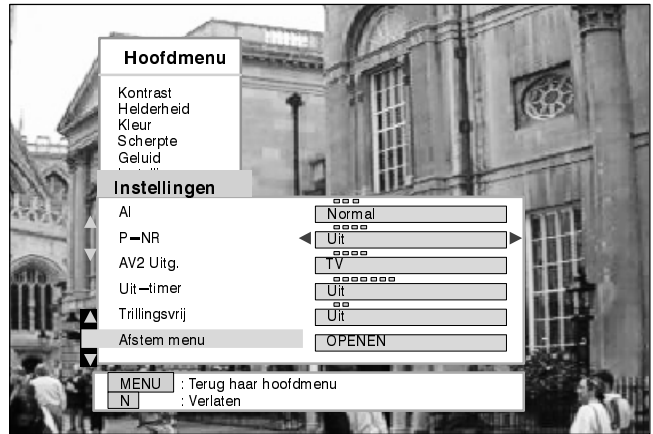 Hoofdmenu
Kontrast
Helderheid
Kleur
Scherpte
Geluid
Instellingen
AI Normal
P-NR Uit
AV2 Uitg. TV
Uit-timer Uit
Trillingsvrij Uit
Afstem menu OPENEN
MENU : Terug haar hoofdmenu
N : Verlaten